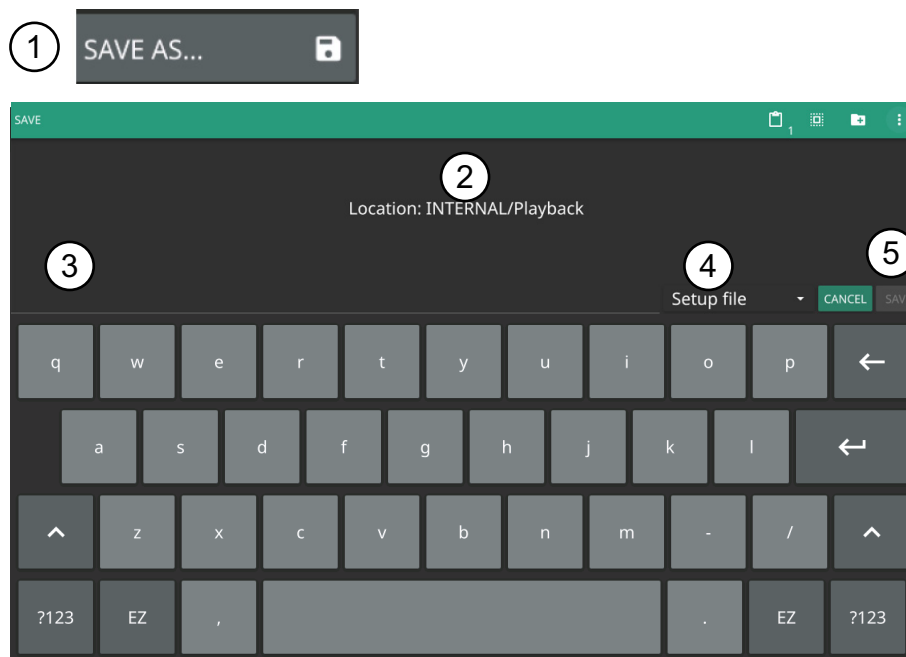 1 SAVE AS...
SAVE 1
2
Location: INTERNAL/Playback
3 4 5
Setup file CANCEL SAV
q w e r t y u i o p
a s d f g h j k l
z x c v b n m - /
?123 EZ , . EZ ?123